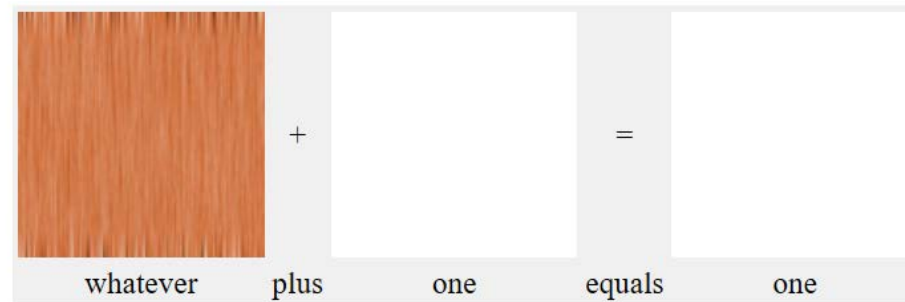 + =
whatever plus one equals one